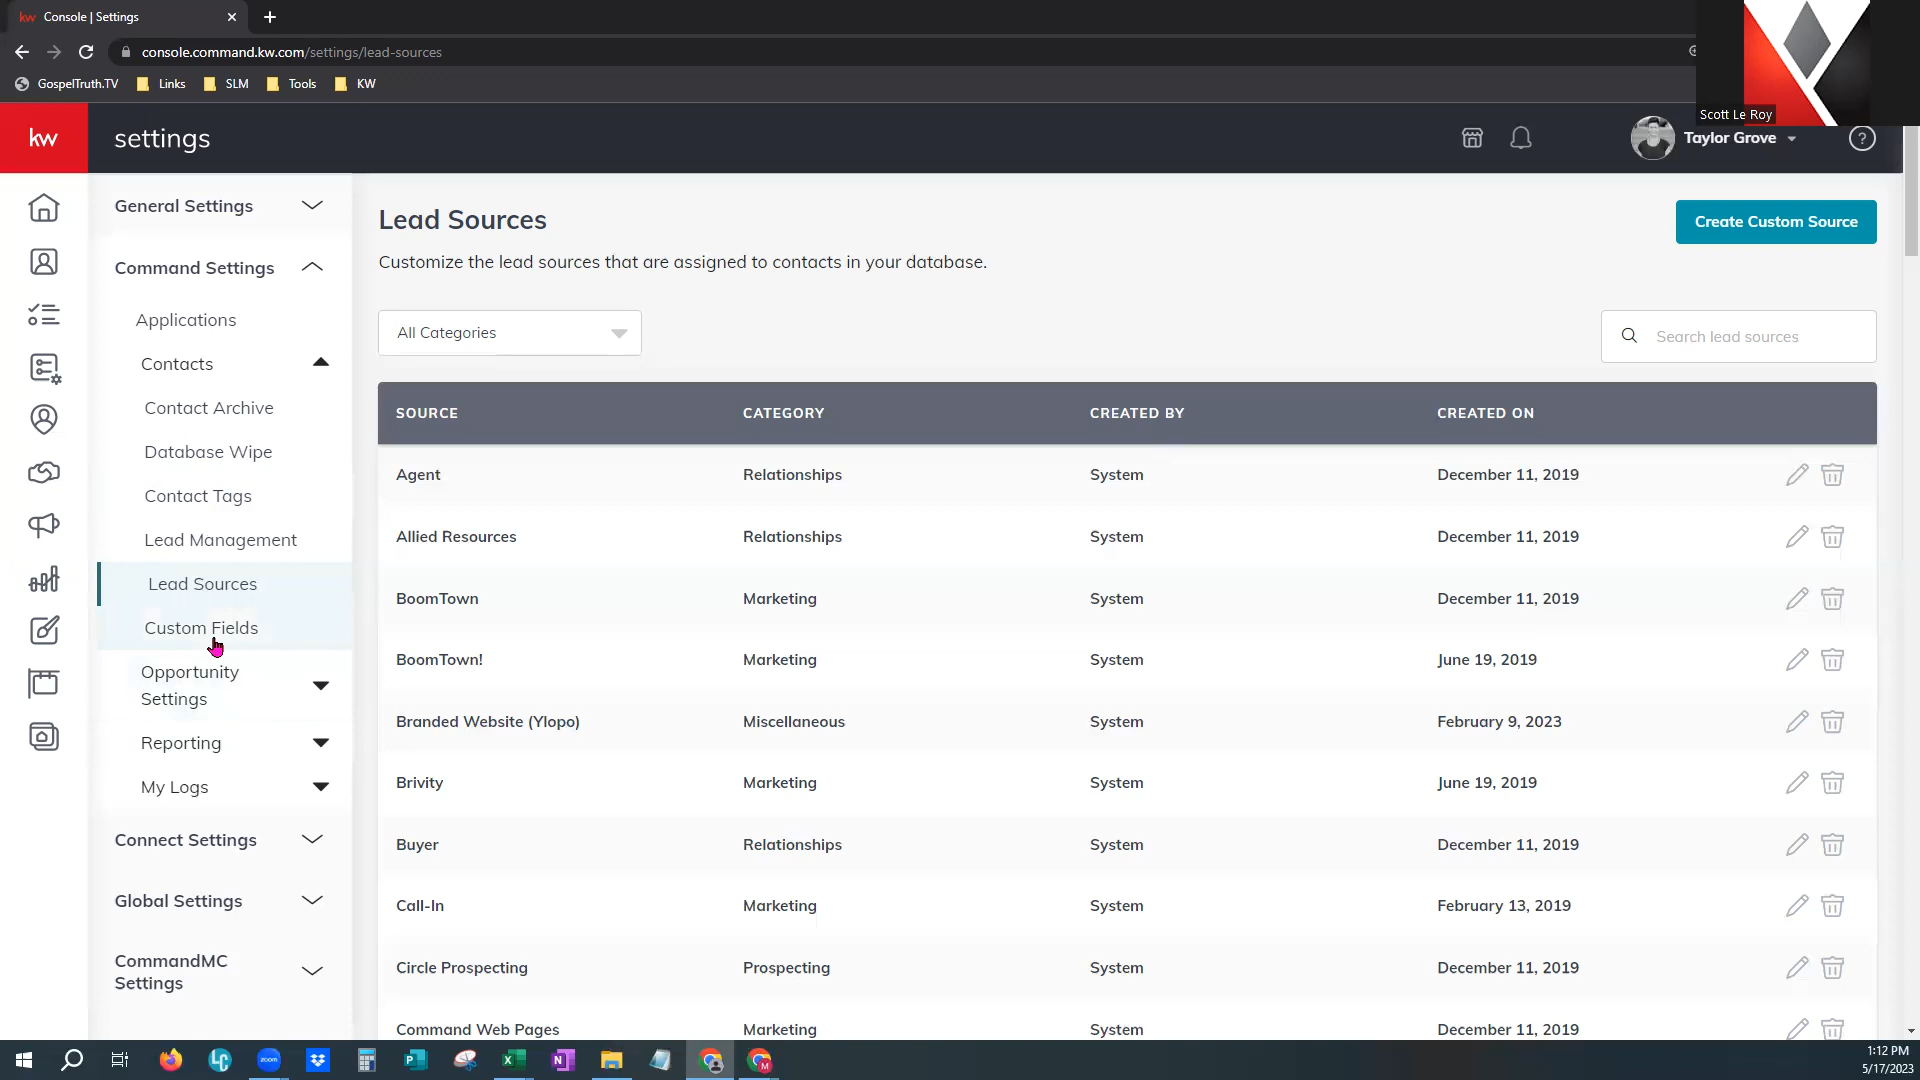 kw Console | Settings
console.command.kw.com/settings/lead-sources
GospelTruth.TV Links SLM Tools KW
Scott Le Roy
kw settings Taylor Grove ?
General Settings
Command Settings
Applications
Contacts
Contact Archive
Database Wipe
Contact Tags
Lead Management
Lead Sources
Custom Fields
Opportunity
Settings
Reporting
My Logs
Connect Settings
Global Settings
CommandMC
Settings
Lead Sources
Create Custom Source
Customize the lead sources that are assigned to contacts in your database.
All Categories
Search lead sources
SOURCE CATEGORY CREATED BY CREATED ON
Agent Relationships System December 11, 2019
Allied Resources Relationships System December 11, 2019
BoomTown Marketing System December 11, 2019
BoomTown! Marketing System June 19, 2019
Branded Website (Ylopo) Miscellaneous System February 9, 2023
Brivity Marketing System June 19, 2019
Buyer Relationships System December 11, 2019
Call-In Marketing System February 13, 2019
Circle Prospecting Prospecting System December 11, 2019
Command Web Pages Marketing System December 11, 2019
LC zoom P X N M
1:12 PM
5/17/2023